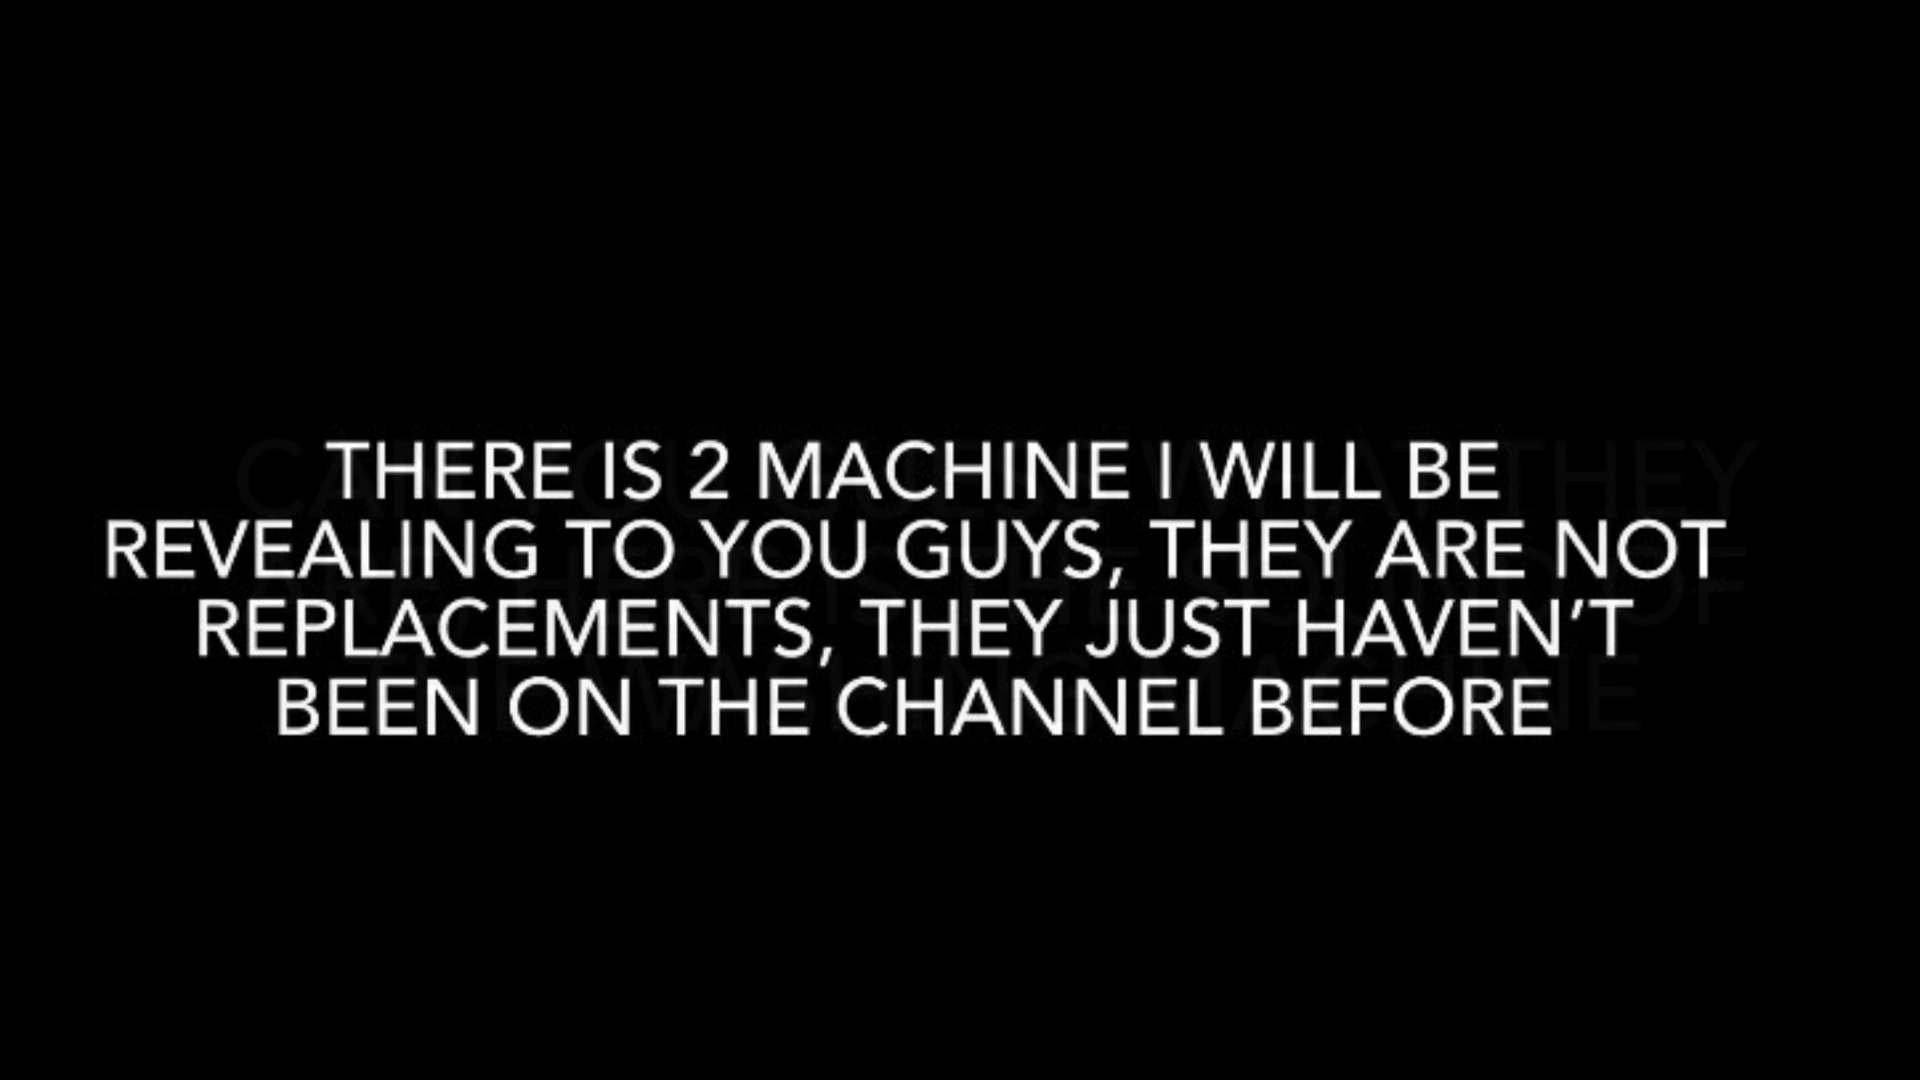 THERE IS 2 MACHINE I WILL BE
REVEALING TO YOU GUYS, THEY ARE NOT
REPLACEMENTS, THEY JUST HAVEN’T
BEEN ON THE CHANNEL BEFORE